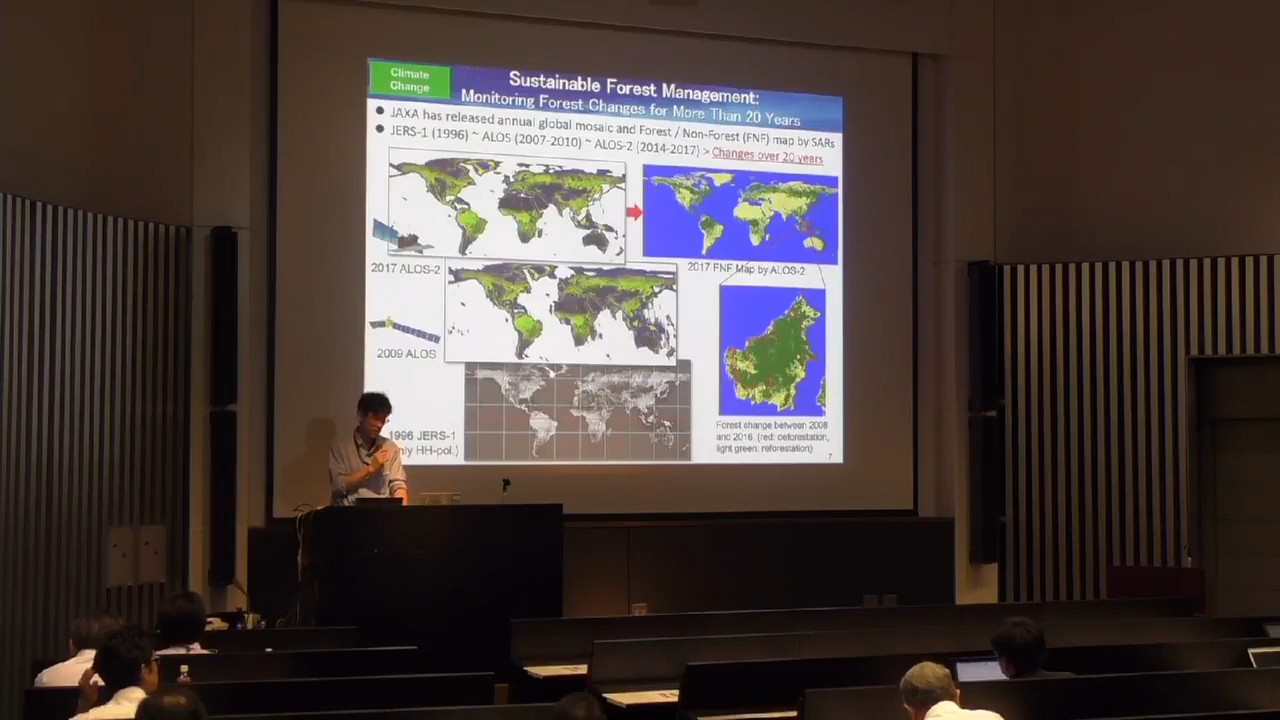 Climate
Change
Sustainable Forest Management:
Monitoring Forest Changes for More Than 20 Years
JAXA has released annual global mosaic and Forest / Non-Forest (FNF) map by SARs
JERS-1 (1996) ~ ALOS (2007-2010) ~ ALOS-2 (2014-2017) > Changes over 20 years
2017 ALOS-2
2017 FNF Map by ALOS-2
2009 ALOS
1996 JERS-1
nly HH-pol.)
Forest change between 2008
and 2016. (red: deforestation,
light green: reforestation)
7